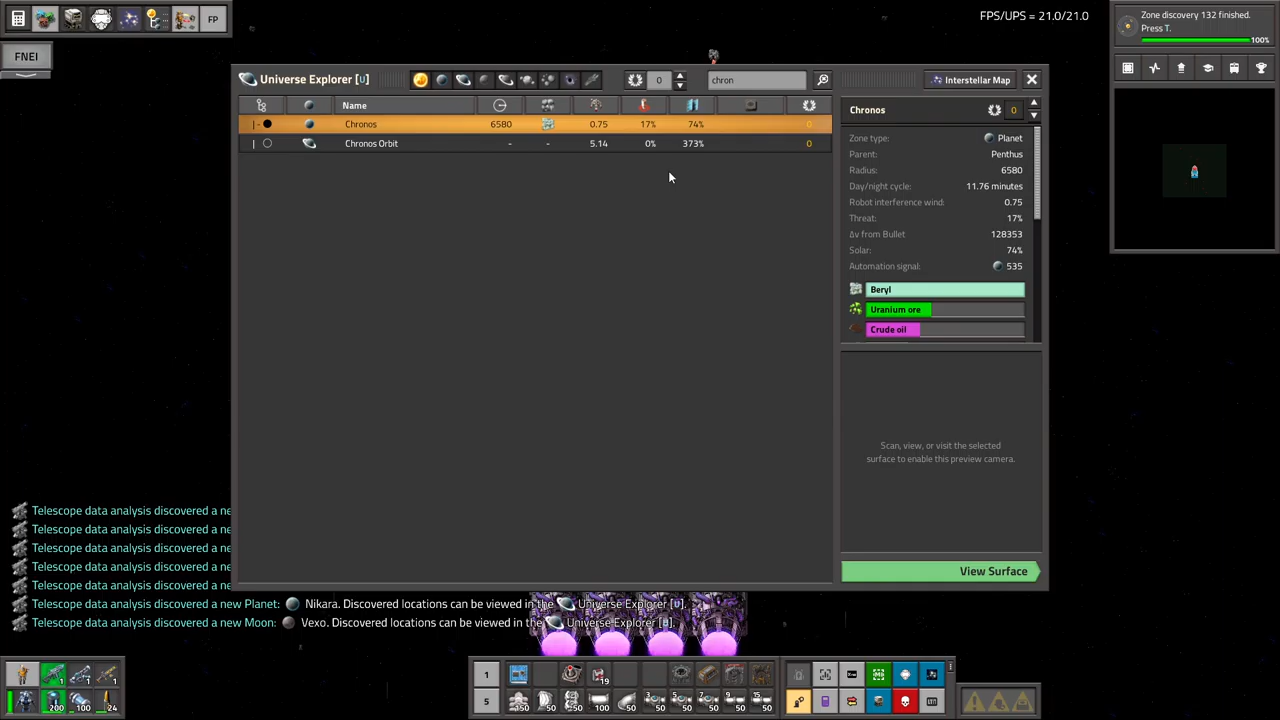 FP
FPS/UPS = 21.0/21.0
Zone discovery 132 finished.
Press T.
100%
FNEI
Universe Explorer [U]
0
chron
Interstellar Map
Name
Chronos 6580 0.75 17% 74% 0
Chronos Orbit - - 5.14 0% 373% 0
Chronos 0
Zone type: Planet
Parent: Penthus
Radius: 6580
Day/night cycle: 11.76 minutes
Robot interference wind: 0.75
Threat: 17%
Δv from Bullet 128353
Solar: 74%
Automation signal: 535
Beryl
Uranium ore
Crude oil
Scan, view, or visit the selected
surface to enable this preview camera.
View Surface
Telescope data analysis discovered a ne
Telescope data analysis discovered a ne
Telescope data analysis discovered a ne
Telescope data analysis discovered a ne
Telescope data analysis discovered a ne
Telescope data analysis discovered a new Planet: Nikara. Discovered locations can be viewed in the Universe Explorer [U].
Telescope data analysis discovered a new Moon: Vexo. Discovered locations can be viewed in the Universe Explorer [U].
1 1 1
200 100 24
1 19
5 50 50 50 100 50 50 50 50 50 50